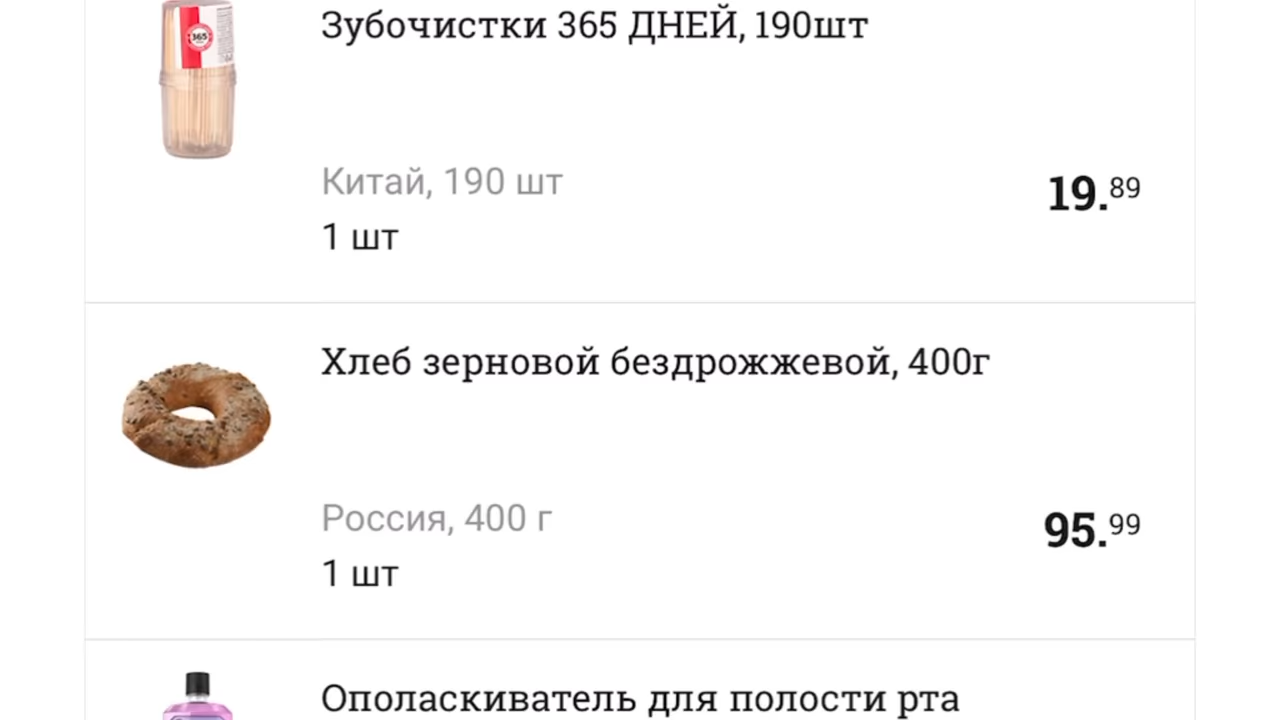 365
Зубочистки 365 ДНЕЙ, 190шт
Китай, 190 шт
19.89
1 шт
Хлеб зерновой бездрожжевой, 400г
Россия, 400 г
95.99
1 шт
Ополаскиватель для полости рта